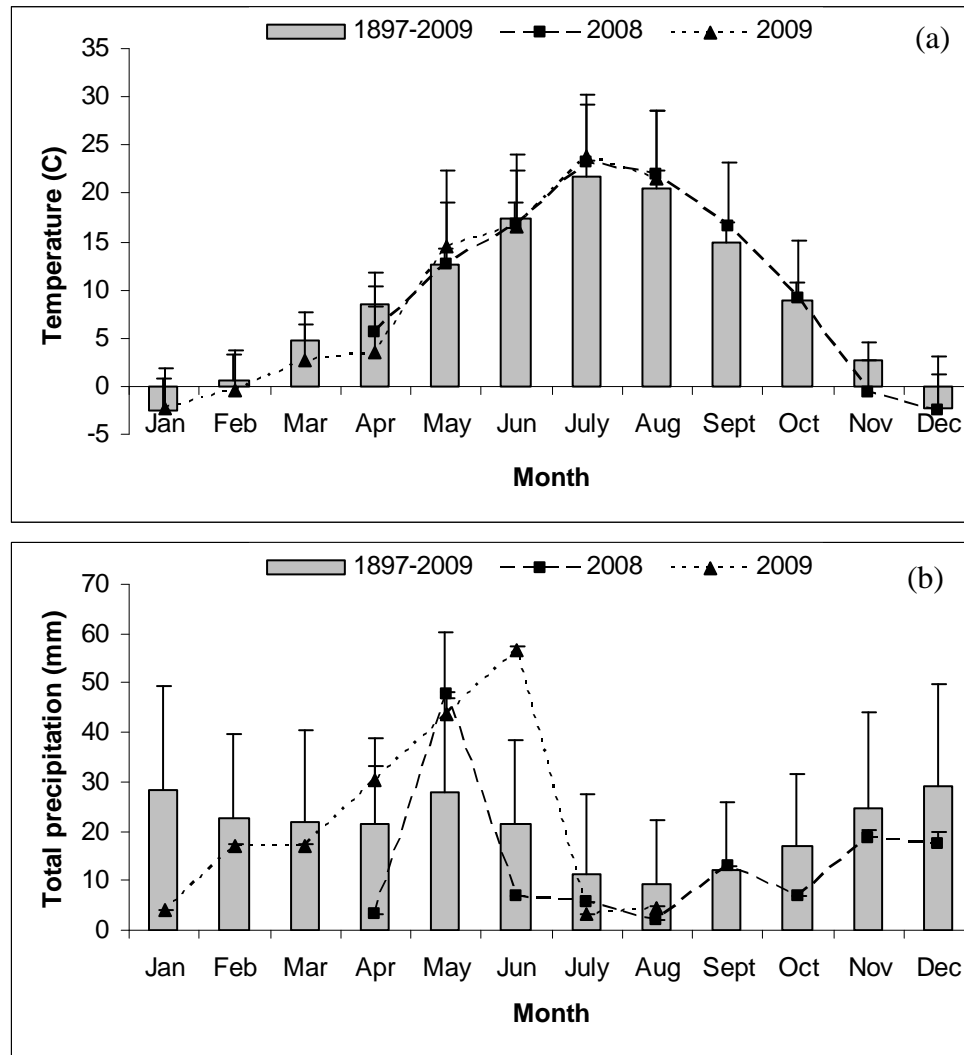 1897-2009 2008 2009 (a)
35
30
25
20
15
10
5
0
-5
Temperature (C)
Jan Feb Mar Apr May Jun July Aug Sept Oct Nov Dec
Month
1897-2009 2008 2009 (b)
70
60
50
40
30
20
10
0
Total precipitation (mm)
Jan Feb Mar Apr May Jun July Aug Sept Oct Nov Dec
Month